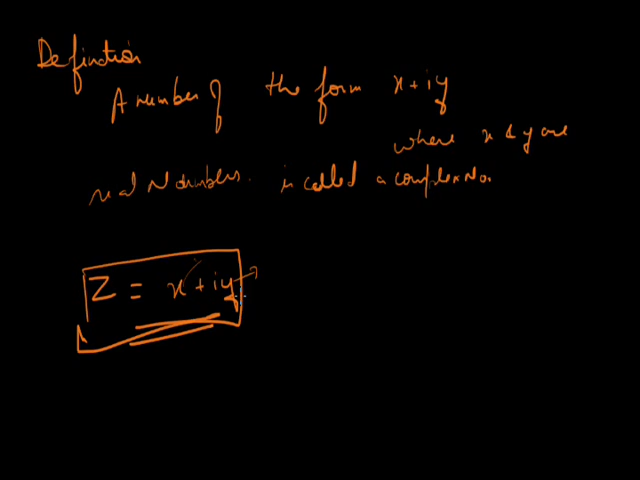 Definition
A number of the form x + iy
where x & y are
real Numbers. is called a complex No.
Z = x + iy